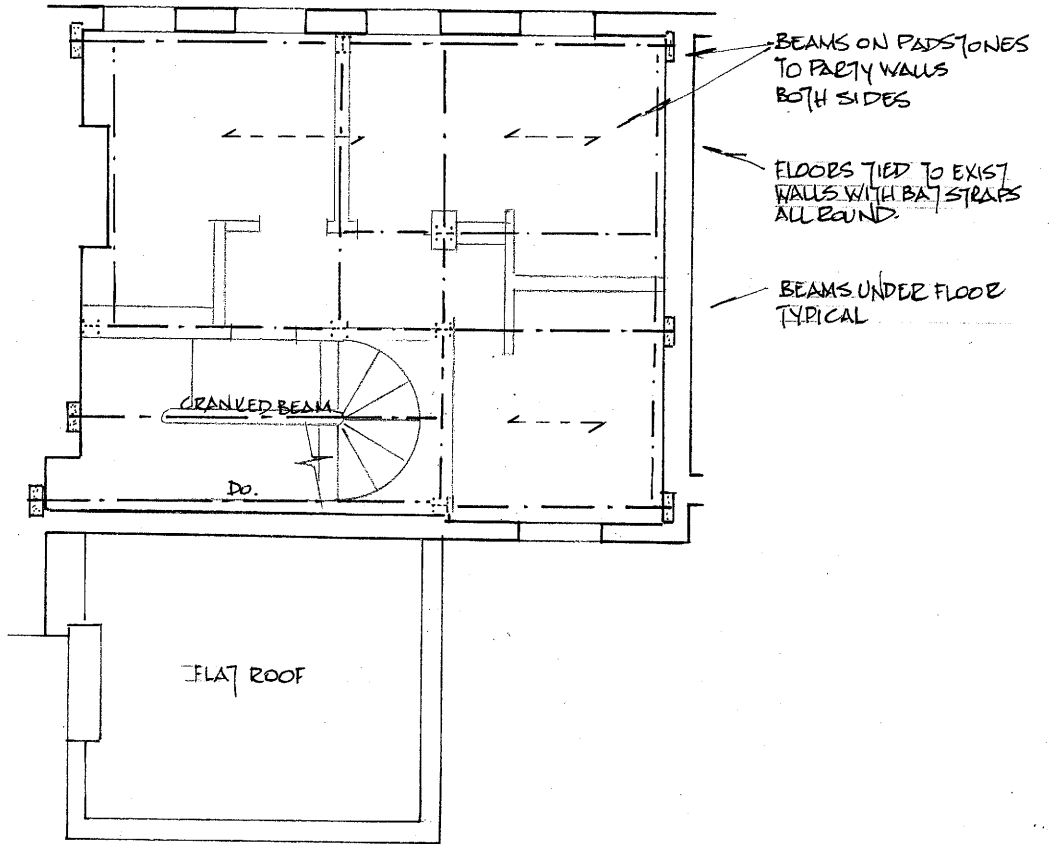 BEAMS ON PADSTONES
TO PARTY WALLS
BOTH SIDES
FLOORS TIED TO EXIST
WALLS WITH BAT STRAPS
ALL ROUND.
BEAMS UNDER FLOOR
TYPICAL
CRANKED BEAM
DO.
FLAT ROOF